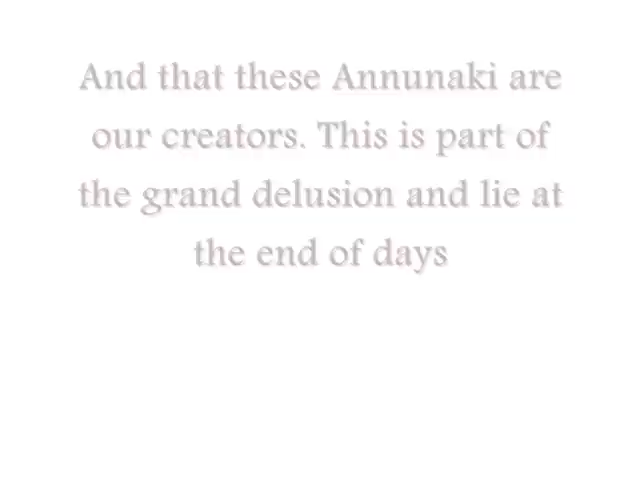 And that these Annunaki are
our creators. This is part of
the grand delusion and lie at
the end of days